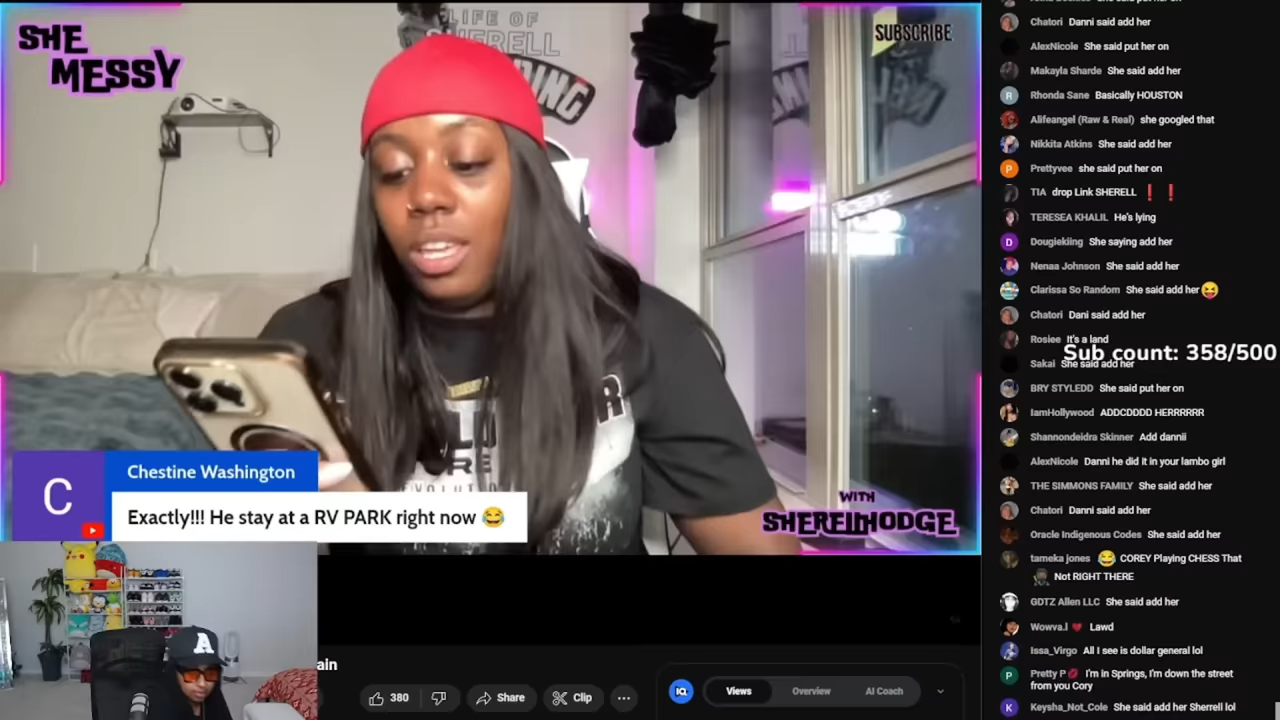 SHE
MESSY
LIFE OF
SUBSCRIBE
WITH
SHERELLHODGE
C
Chestine Washington
Exactly!!! He stay at a RV PARK right now 😂
A
ain
380
Share
Clip
IQ
Views
Overview
AI Coach
Sub count: 358/500
Chatori Danni said add her
AlexNicole She said put her on
Makayla Sharde She said add her
R
Rhonda Sane Basically HOUSTON
Alifeangel (Raw & Real) she googled that
Nikkita Atkins She said add her
P
Prettyvee she said put her on
TIA drop Link SHERELL ❗ ❗
TERESEA KHALIL He's lying
D
Dougiekiing She saying add her
Nenaa Johnson She said add her
Clarissa So Random She said add her😝
Chatori Dani said add her
Rosiee It's a land
Sakai She said add her
BRY STYLEDD She said put her on
IamHollywood ADDCDDDD HERRRRRR
Shannondeidra Skinner Add dannii
AlexNicole Danni he did it in your lambo girl
THE SIMMONS FAMILY She said add her
Chatori Danni said add her
Oracle Indigenous Codes She said add her
tameka jones 😂 COREY Playing CHESS That
Not RIGHT THERE
GDTZ Allen LLC She said add her
Wowva.l ♥ Lawd
Issa_Virgo All I see is dollar general lol
P
Pretty P💋 I'm in Springs, I'm down the street
from you Cory
K
Keysha_Not_Cole She said add her Sherrell lol